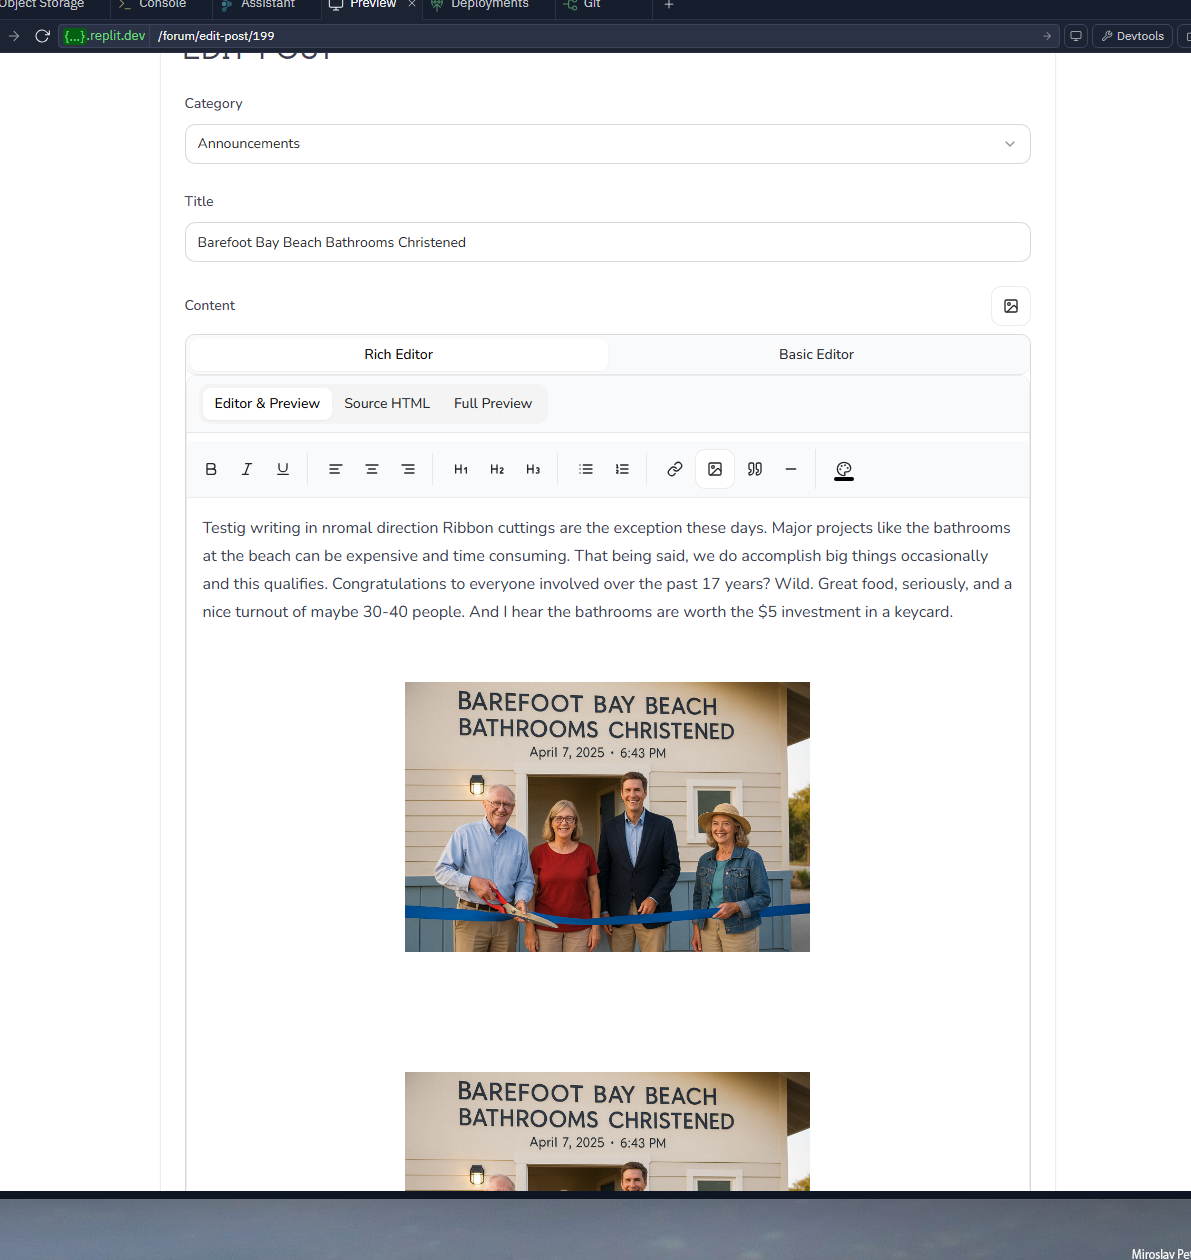 Object Storage
Console
Assistant
Preview
Deployments
Git
{...}.replit.dev
/forum/edit-post/199
Devtools
EDIT POST
Category
Announcements
Title
Barefoot Bay Beach Bathrooms Christened
Content
Rich Editor
Basic Editor
Editor & Preview
Source HTML
Full Preview
B I U H1 H2 H3
Testig writing in nromal direction Ribbon cuttings are the exception these days. Major projects like the bathrooms
at the beach can be expensive and time consuming. That being said, we do accomplish big things occasionally
and this qualifies. Congratulations to everyone involved over the past 17 years? Wild. Great food, seriously, and a
nice turnout of maybe 30-40 people. And I hear the bathrooms are worth the $5 investment in a keycard.
BAREFOOT BAY BEACH
BATHROOMS CHRISTENED
April 7, 2025 • 6:43 PM
BAREFOOT BAY BEACH
BATHROOMS CHRISTENED
April 7, 2025 • 6:43 PM
Miroslav